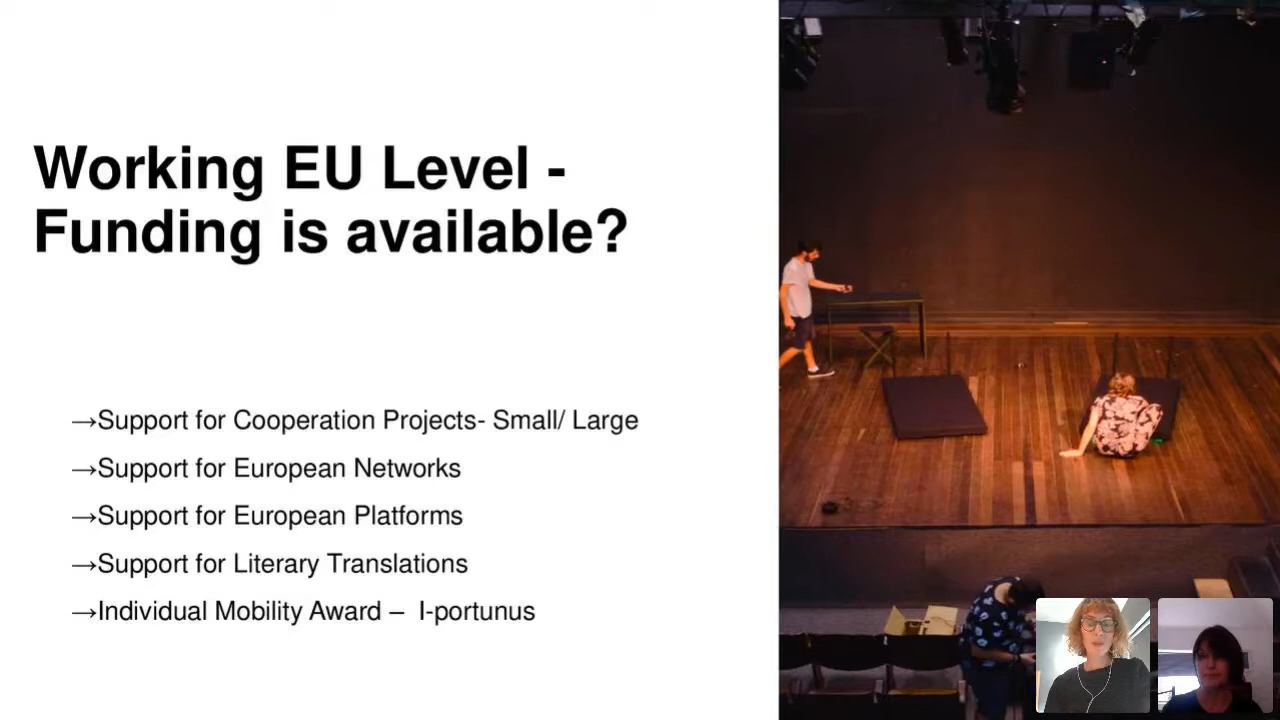 Working EU Level -
Funding is available?
→Support for Cooperation Projects- Small/ Large
→Support for European Networks
→Support for European Platforms
→Support for Literary Translations
→Individual Mobility Award –  I-portunus